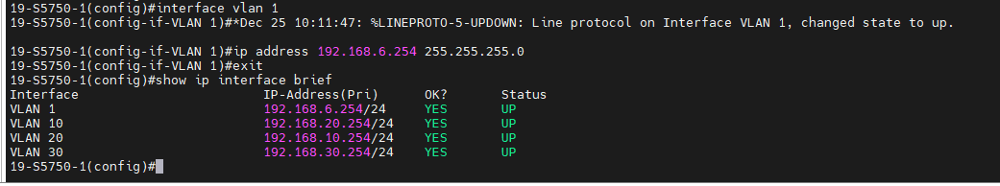 19-S5750-1(config)#interface vlan 1
19-S5750-1(config-if-VLAN 1)#*Dec 25 10:11:47: %LINEPROTO-5-UPDOWN: Line protocol on Interface VLAN 1, changed state to up.
19-S5750-1(config-if-VLAN 1)#ip address 192.168.6.254 255.255.255.0
19-S5750-1(config-if-VLAN 1)#exit
19-S5750-1(config)#show ip interface brief
Interface IP-Address(Pri) OK? Status
VLAN 1 192.168.6.254/24 YES UP
VLAN 10 192.168.20.254/24 YES UP
VLAN 20 192.168.10.254/24 YES UP
VLAN 30 192.168.30.254/24 YES UP
19-S5750-1(config)#